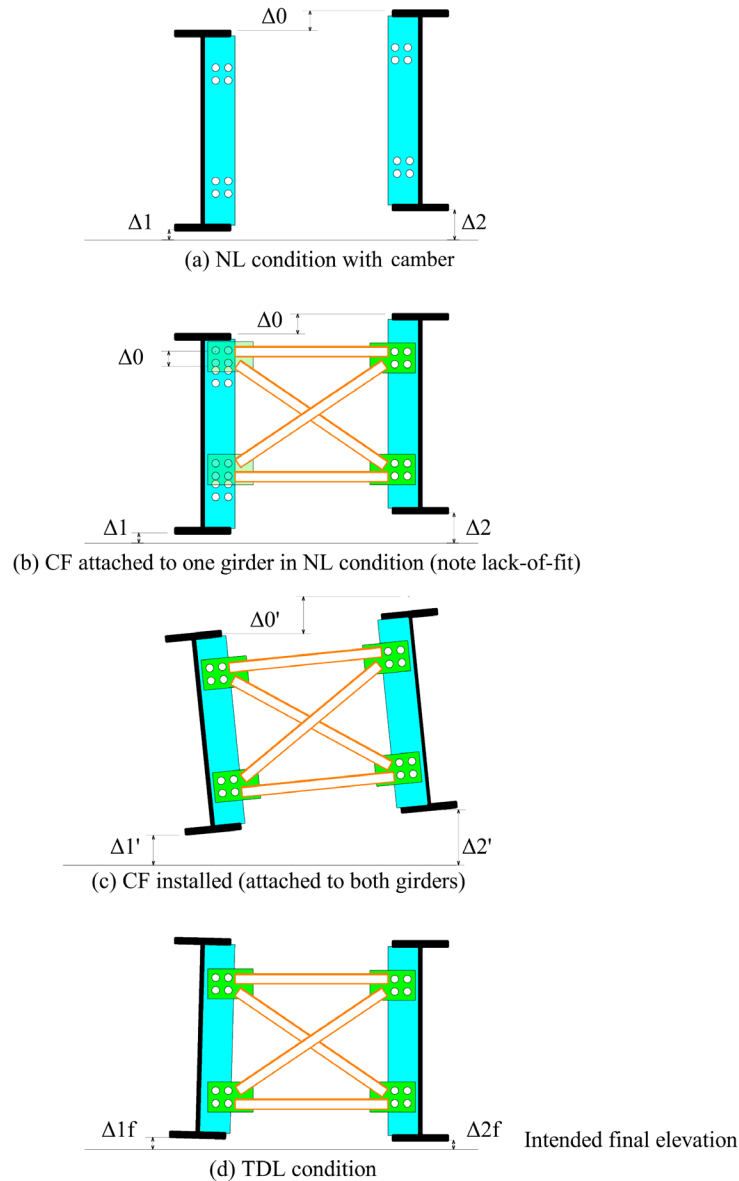 Δ0
Δ1
Δ2
(a) NL condition with camber
Δ0
Δ0
Δ1
Δ2
(b) CF attached to one girder in NL condition (note lack-of-fit)
Δ0'
Δ1'
Δ2'
(c) CF installed (attached to both girders)
Δ1f
Δ2f
Intended final elevation
(d) TDL condition